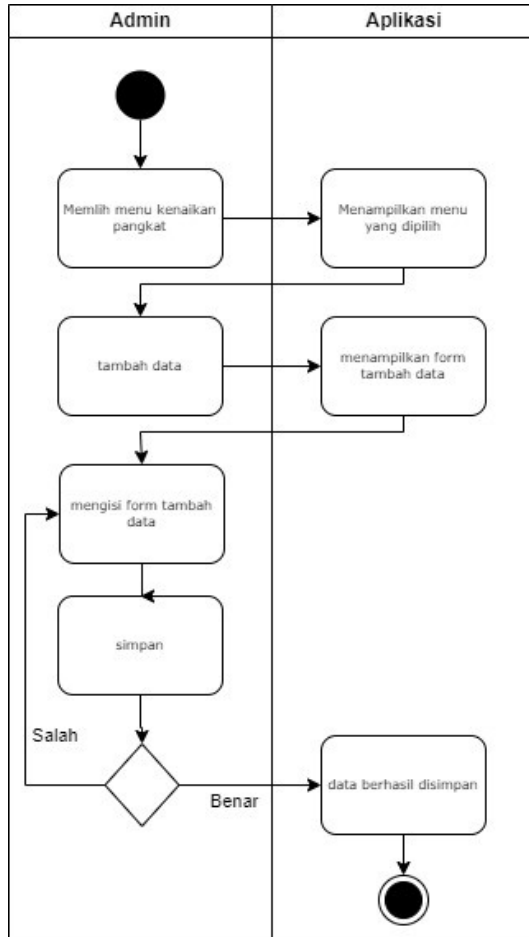 Admin
Aplikasi
Memlih menu kenaikan
pangkat
Menampilkan menu
yang dipilih
tambah data
menampilkan form
tambah data
mengisi form tambah
data
simpan
Salah
Benar
data berhasil disimpan